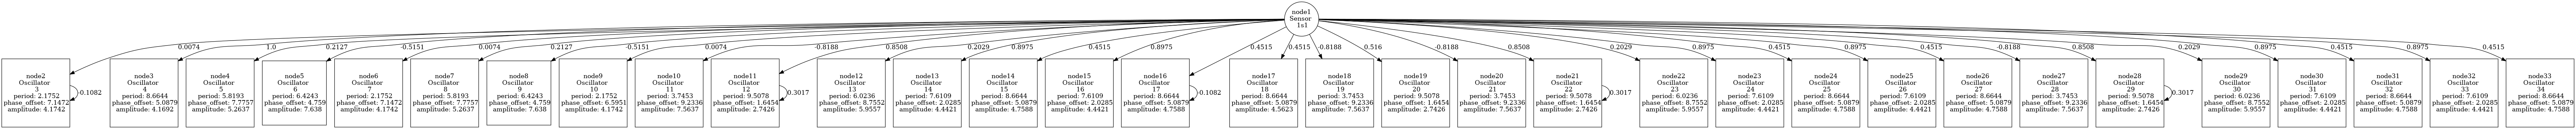 node1
Sensor
1s1
0.0074
1.0
0.2127
-0.5151
0.0074
0.2127
-0.5151
0.0074
-0.8188
0.8508
0.2029
0.8975
0.4515
0.8975
0.4515
0.4515
-0.8188
0.516
-0.8188
0.8508
0.2029
0.8975
0.4515
0.8975
0.4515
-0.8188
0.8508
0.2029
0.8975
0.4515
0.8975
0.4515
node2
Oscillator
3
period: 2.1752
phase_offset: 7.1472
amplitude: 4.1742
0.1082
node3
Oscillator
4
period: 8.6644
phase_offset: 5.0879
amplitude: 4.1692
node4
Oscillator
5
period: 5.8193
phase_offset: 7.7757
amplitude: 5.2637
node5
Oscillator
6
period: 6.4243
phase_offset: 4.759
amplitude: 7.638
node6
Oscillator
7
period: 2.1752
phase_offset: 7.1472
amplitude: 4.1742
node7
Oscillator
8
period: 5.8193
phase_offset: 7.7757
amplitude: 5.2637
node8
Oscillator
9
period: 6.4243
phase_offset: 4.759
amplitude: 7.638
node9
Oscillator
10
period: 2.1752
phase_offset: 6.5951
amplitude: 4.1742
node10
Oscillator
11
period: 3.7453
phase_offset: 9.2336
amplitude: 7.5637
node11
Oscillator
12
period: 9.5078
phase_offset: 1.6454
amplitude: 2.7426
0.3017
node12
Oscillator
13
period: 6.0236
phase_offset: 8.7552
amplitude: 5.9557
node13
Oscillator
14
period: 7.6109
phase_offset: 2.0285
amplitude: 4.4421
node14
Oscillator
15
period: 8.6644
phase_offset: 5.0879
amplitude: 4.7588
node15
Oscillator
16
period: 7.6109
phase_offset: 2.0285
amplitude: 4.4421
node16
Oscillator
17
period: 8.6644
phase_offset: 5.0879
amplitude: 4.7588
0.1082
node17
Oscillator
18
period: 8.6644
phase_offset: 5.0879
amplitude: 4.5623
node18
Oscillator
19
period: 3.7453
phase_offset: 9.2336
amplitude: 7.5637
node19
Oscillator
20
period: 9.5078
phase_offset: 1.6454
amplitude: 2.7426
node20
Oscillator
21
period: 3.7453
phase_offset: 9.2336
amplitude: 7.5637
node21
Oscillator
22
period: 9.5078
phase_offset: 1.6454
amplitude: 2.7426
0.3017
node22
Oscillator
23
period: 6.0236
phase_offset: 8.7552
amplitude: 5.9557
node23
Oscillator
24
period: 7.6109
phase_offset: 2.0285
amplitude: 4.4421
node24
Oscillator
25
period: 8.6644
phase_offset: 5.0879
amplitude: 4.7588
node25
Oscillator
26
period: 7.6109
phase_offset: 2.0285
amplitude: 4.4421
node26
Oscillator
27
period: 8.6644
phase_offset: 5.0879
amplitude: 4.7588
node27
Oscillator
28
period: 3.7453
phase_offset: 9.2336
amplitude: 7.5637
node28
Oscillator
29
period: 9.5078
phase_offset: 1.6454
amplitude: 2.7426
0.3017
node29
Oscillator
30
period: 6.0236
phase_offset: 8.7552
amplitude: 5.9557
node30
Oscillator
31
period: 7.6109
phase_offset: 2.0285
amplitude: 4.4421
node31
Oscillator
32
period: 8.6644
phase_offset: 5.0879
amplitude: 4.7588
node32
Oscillator
33
period: 7.6109
phase_offset: 2.0285
amplitude: 4.4421
node33
Oscillator
34
period: 8.6644
phase_offset: 5.0879
amplitude: 4.7588